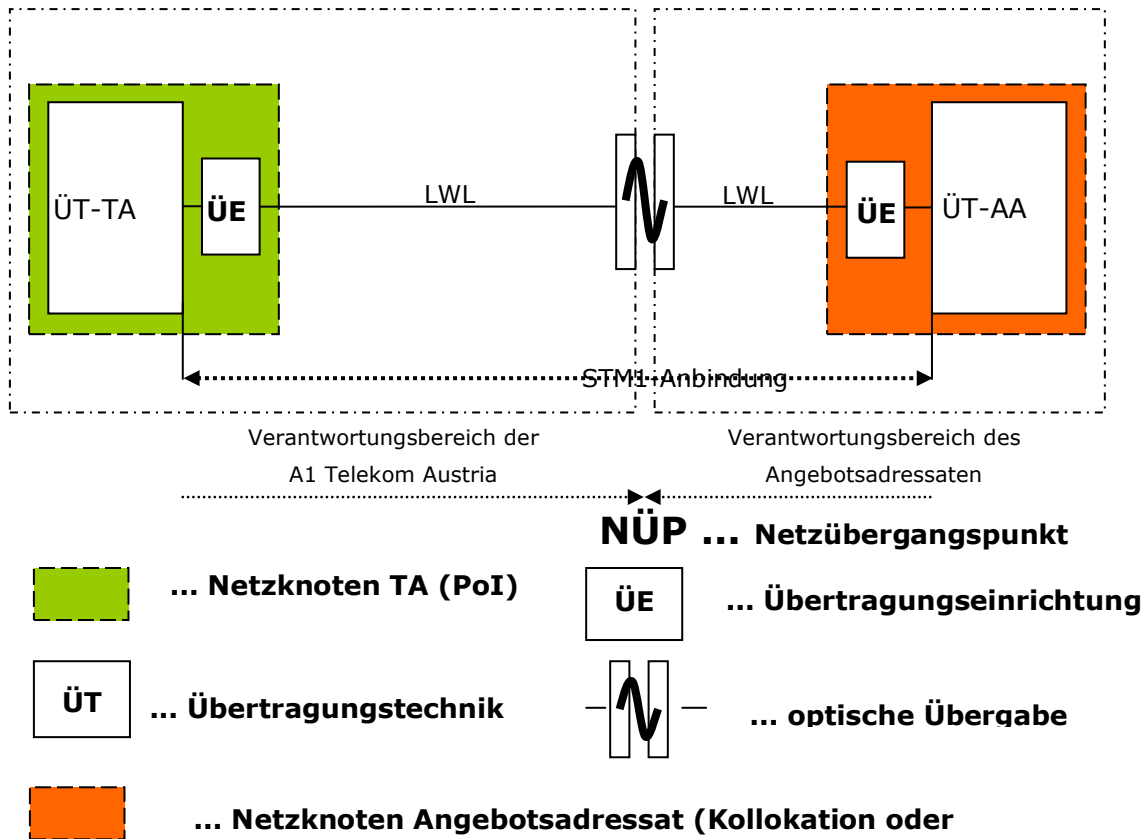 ÜT-TA
ÜE
LWL
LWL
ÜE
ÜT-AA
STM1-Anbindung
Verantwortungsbereich der
A1 Telekom Austria
Verantwortungsbereich des
Angebotsadressaten
NÜP ... Netzübergangspunkt
... Netzknoten TA (PoI)
ÜE ... Übertragungseinrichtung
ÜT ... Übertragungstechnik
... optische Übergabe
... Netzknoten Angebotsadressat (Kollokation oder